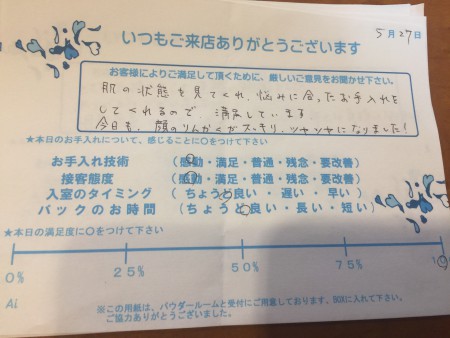 いつもご来店ありがとうございます
5月27日
お客様によりご満足して頂くために、厳しいご意見をお聞かせ下さい。
肌の状態を見てくれ、悩みに合ったお手入れを
してくれるので 満足しています
今日も、顔のりんかくがスッキリ、ツヤツヤになりました!
★本日のお手入れについて、感じることに〇をつけて下さい
お手入れ技術 (感動・満足・普通・残念・要改善)
接客態度 (感動・満足・普通・残念・要改善)
入室のタイミング (ちょうど良い・遅い・早い)
パックのお時間 (ちょうど良い・長い・短い)
★本日の満足度に〇をつけて下さい
0% 25% 50% 75%
Ai
※この用紙は、パウダールームと受付にご用意しております。BOXに入れて下さい。
ご協力ありがとうございました。